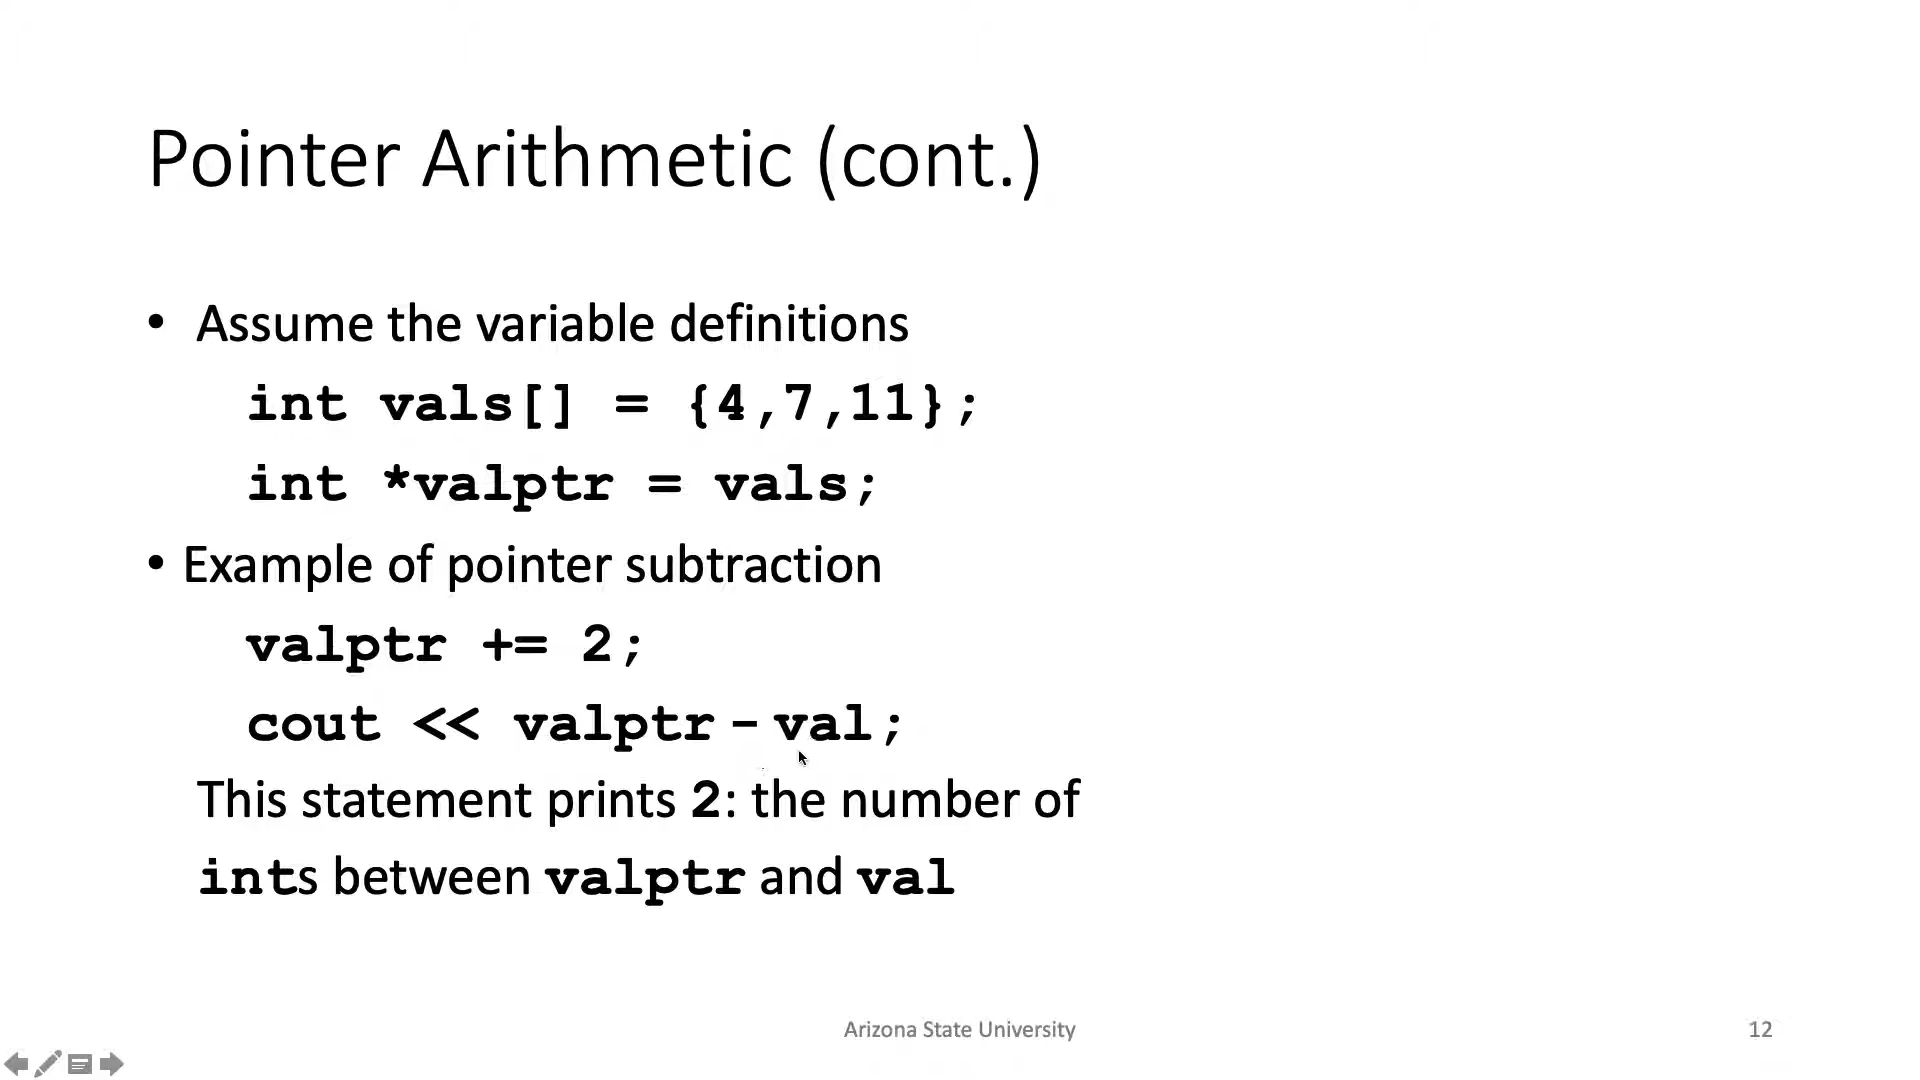 Pointer Arithmetic (cont.)
• Assume the variable definitions
int vals[] = {4,7,11};
int *valptr = vals;
• Example of pointer subtraction
valptr += 2;
cout << valptr - val;
This statement prints 2: the number of
ints between valptr and val
Arizona State University
12